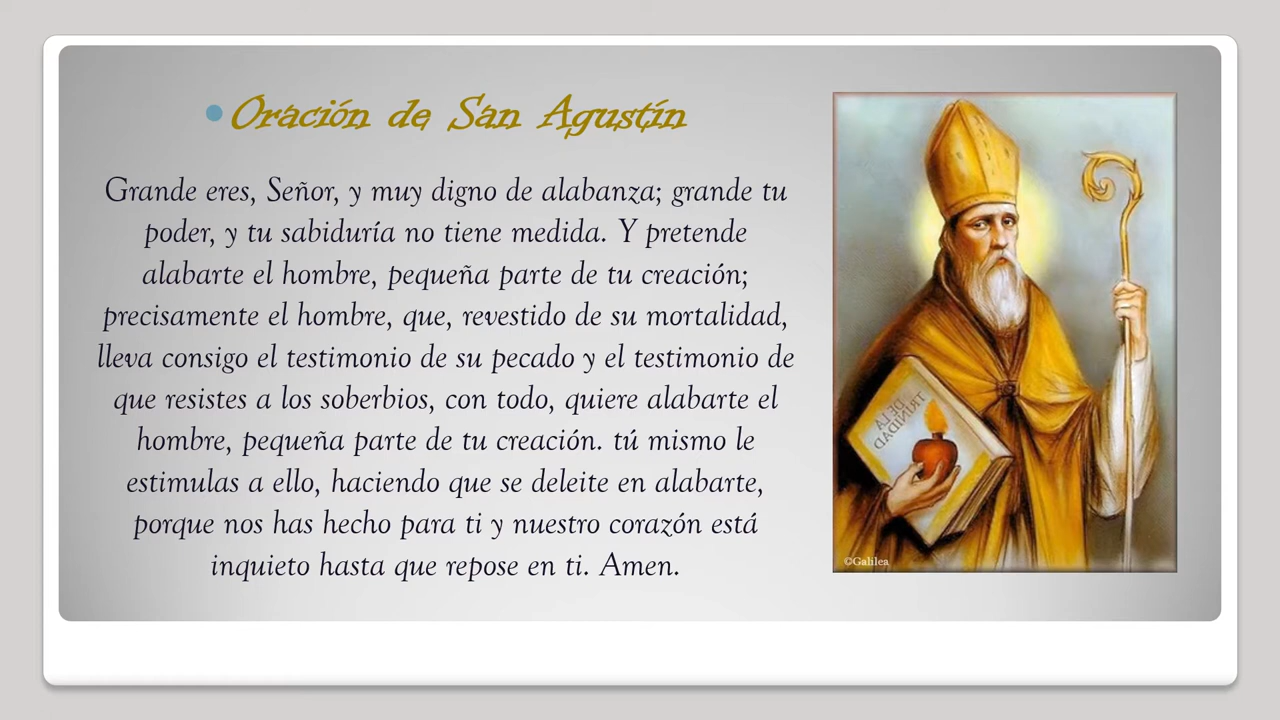 Oración de San Agustín
Grande eres, Señor, y muy digno de alabanza; grande tu
poder, y tu sabiduría no tiene medida. Y pretende
alabarte el hombre, pequeña parte de tu creación;
precisamente el hombre, que, revestido de su mortalidad,
lleva consigo el testimonio de su pecado y el testimonio de
que resistes a los soberbios, con todo, quiere alabarte el
hombre, pequeña parte de tu creación. tú mismo le
estimulas a ello, haciendo que se deleite en alabarte,
porque nos has hecho para ti y nuestro corazón está
inquieto hasta que repose en ti. Amen.
DE LA
TRINIDAD
©Galilea